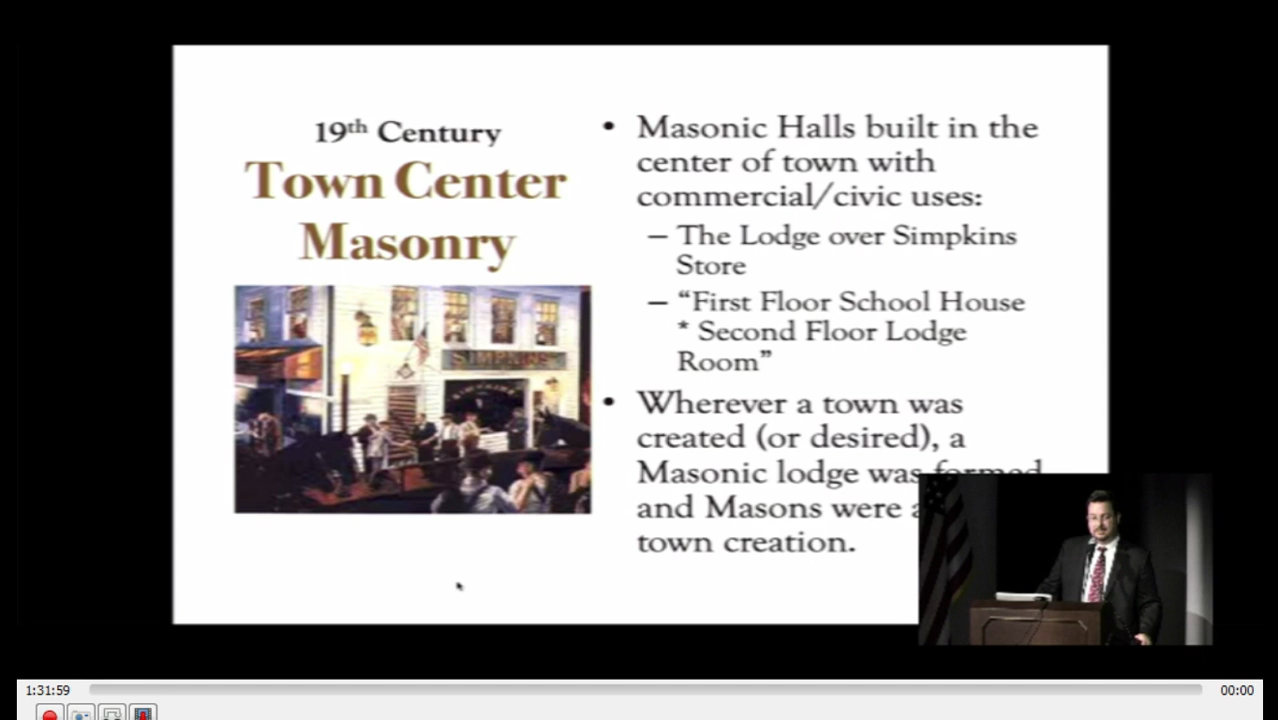 19th Century
Town Center
Masonry
SIMPKINS
• Masonic Halls built in the
center of town with
commercial/civic uses:
– The Lodge over Simpkins
Store
– “First Floor School House
* Second Floor Lodge
Room”
• Wherever a town was
created (or desired), a
Masonic lodge was formed
and Masons were
town creation.
1:31:59
00:00